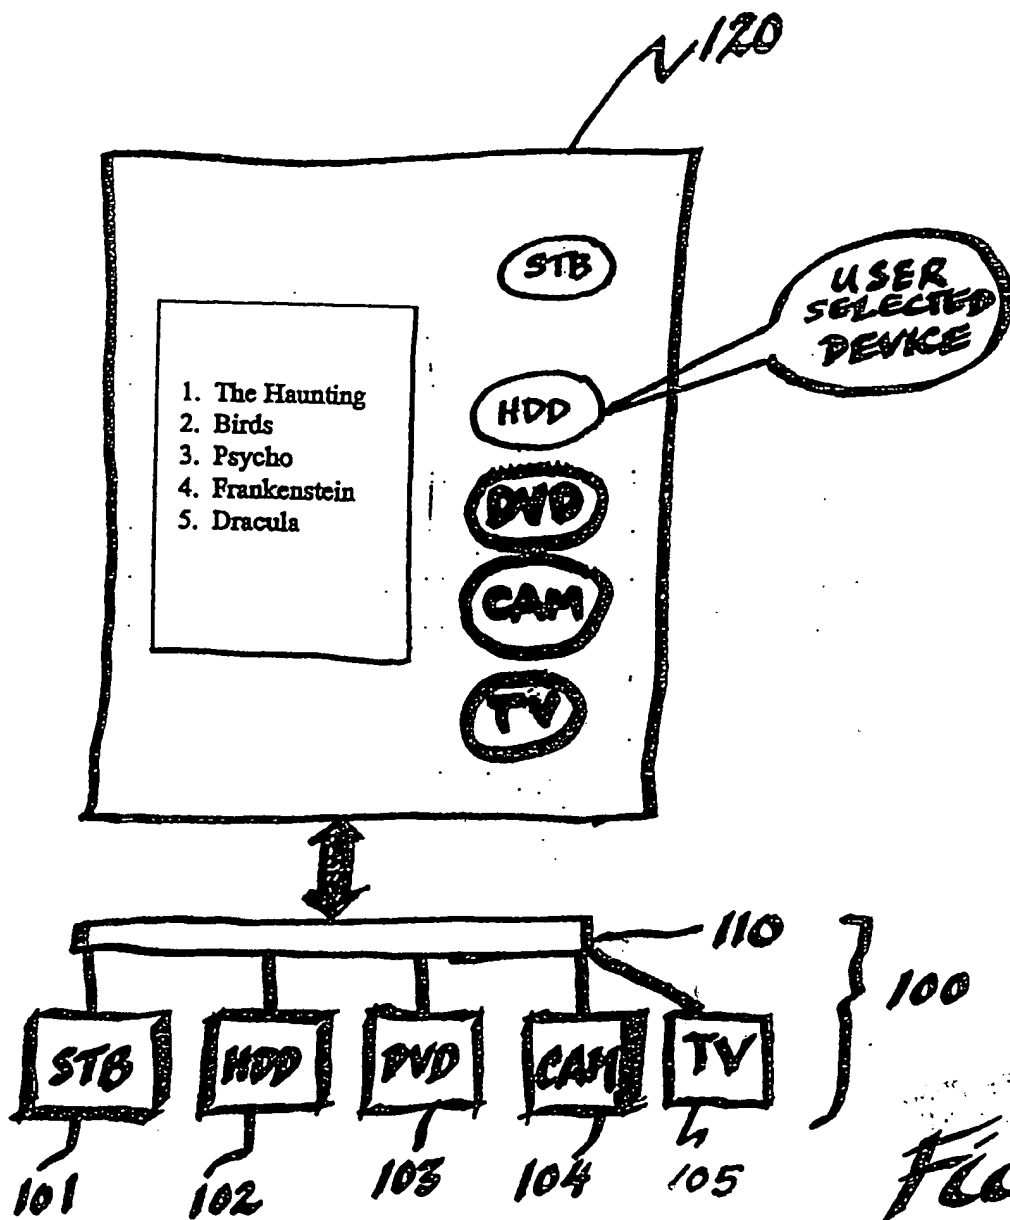 120
STB
USER
SELECTED
DEVICE
1. The Haunting
2. Birds
3. Psycho
4. Frankenstein
5. Dracula
HDD
DVD
CAM
TV
110
100
STB
HDD
DVD
CAM
TV
101
102
103
104
105